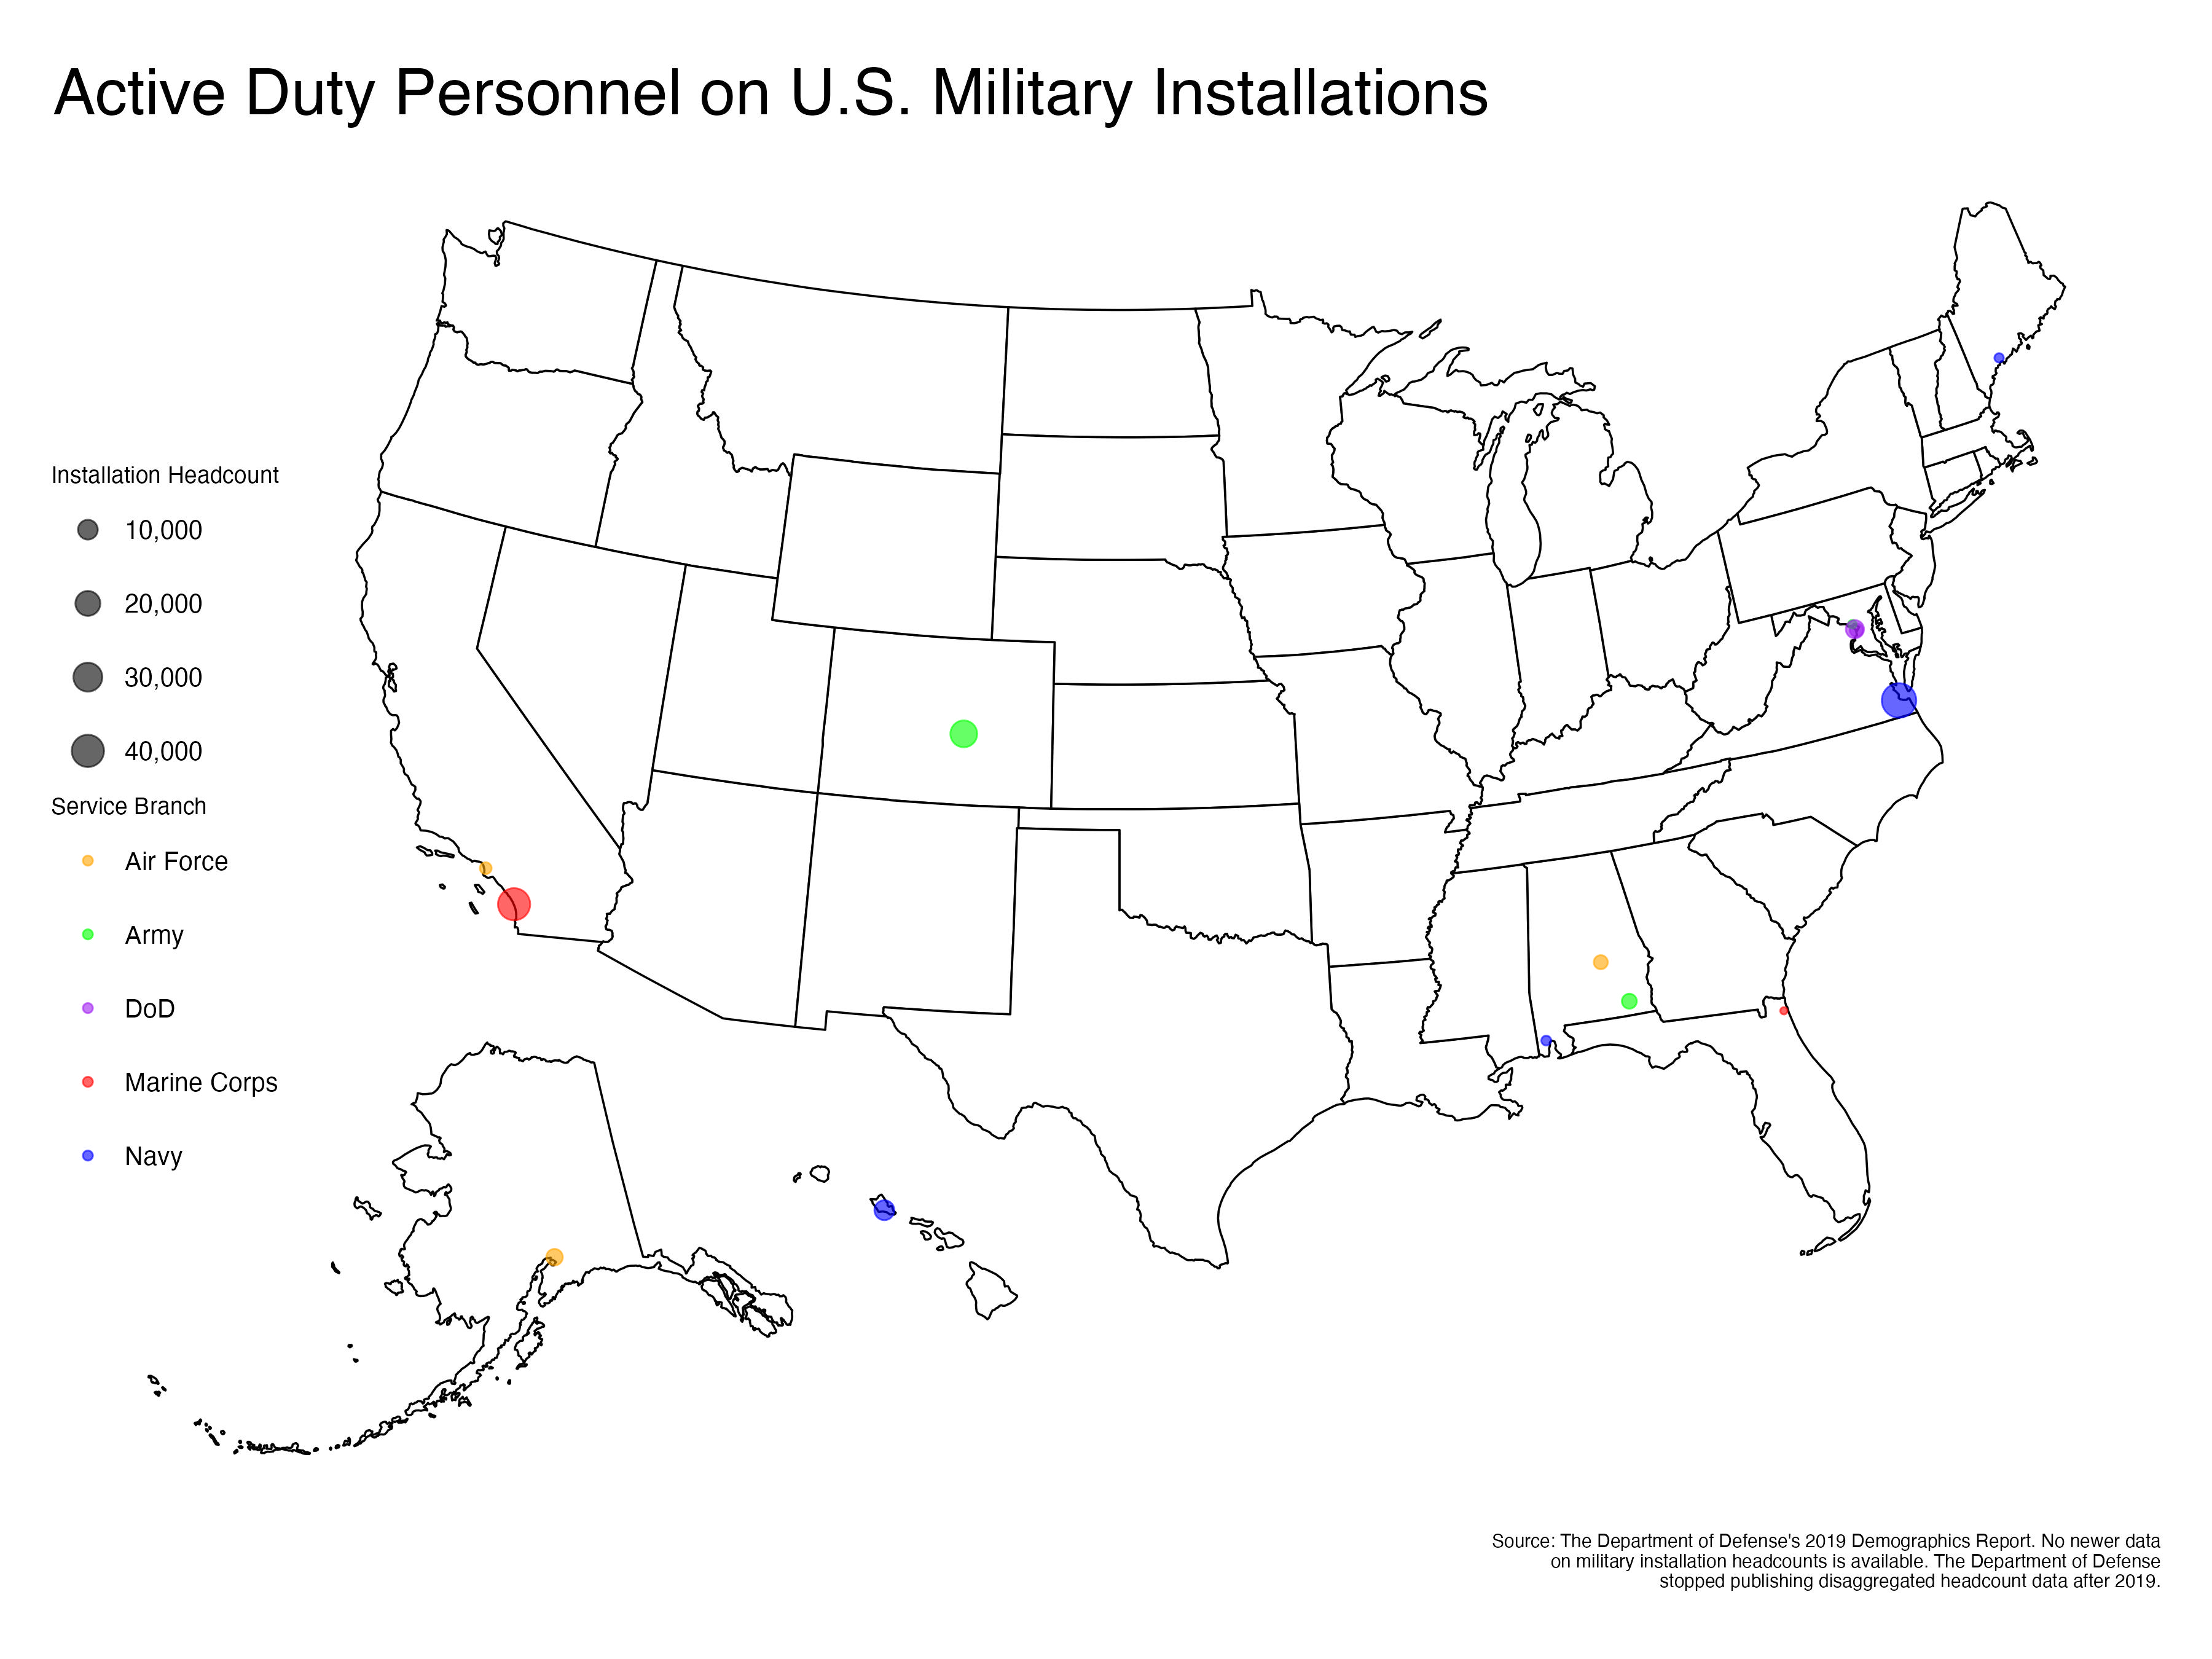 Active Duty Personnel on U.S. Military Installations
Installation Headcount
10,000
20,000
30,000
40,000
Service Branch
Air Force
Army
DoD
Marine Corps
Navy
Source: The Department of Defense's 2019 Demographics Report. No newer data
on military installation headcounts is available. The Department of Defense
stopped publishing disaggregated headcount data after 2019.